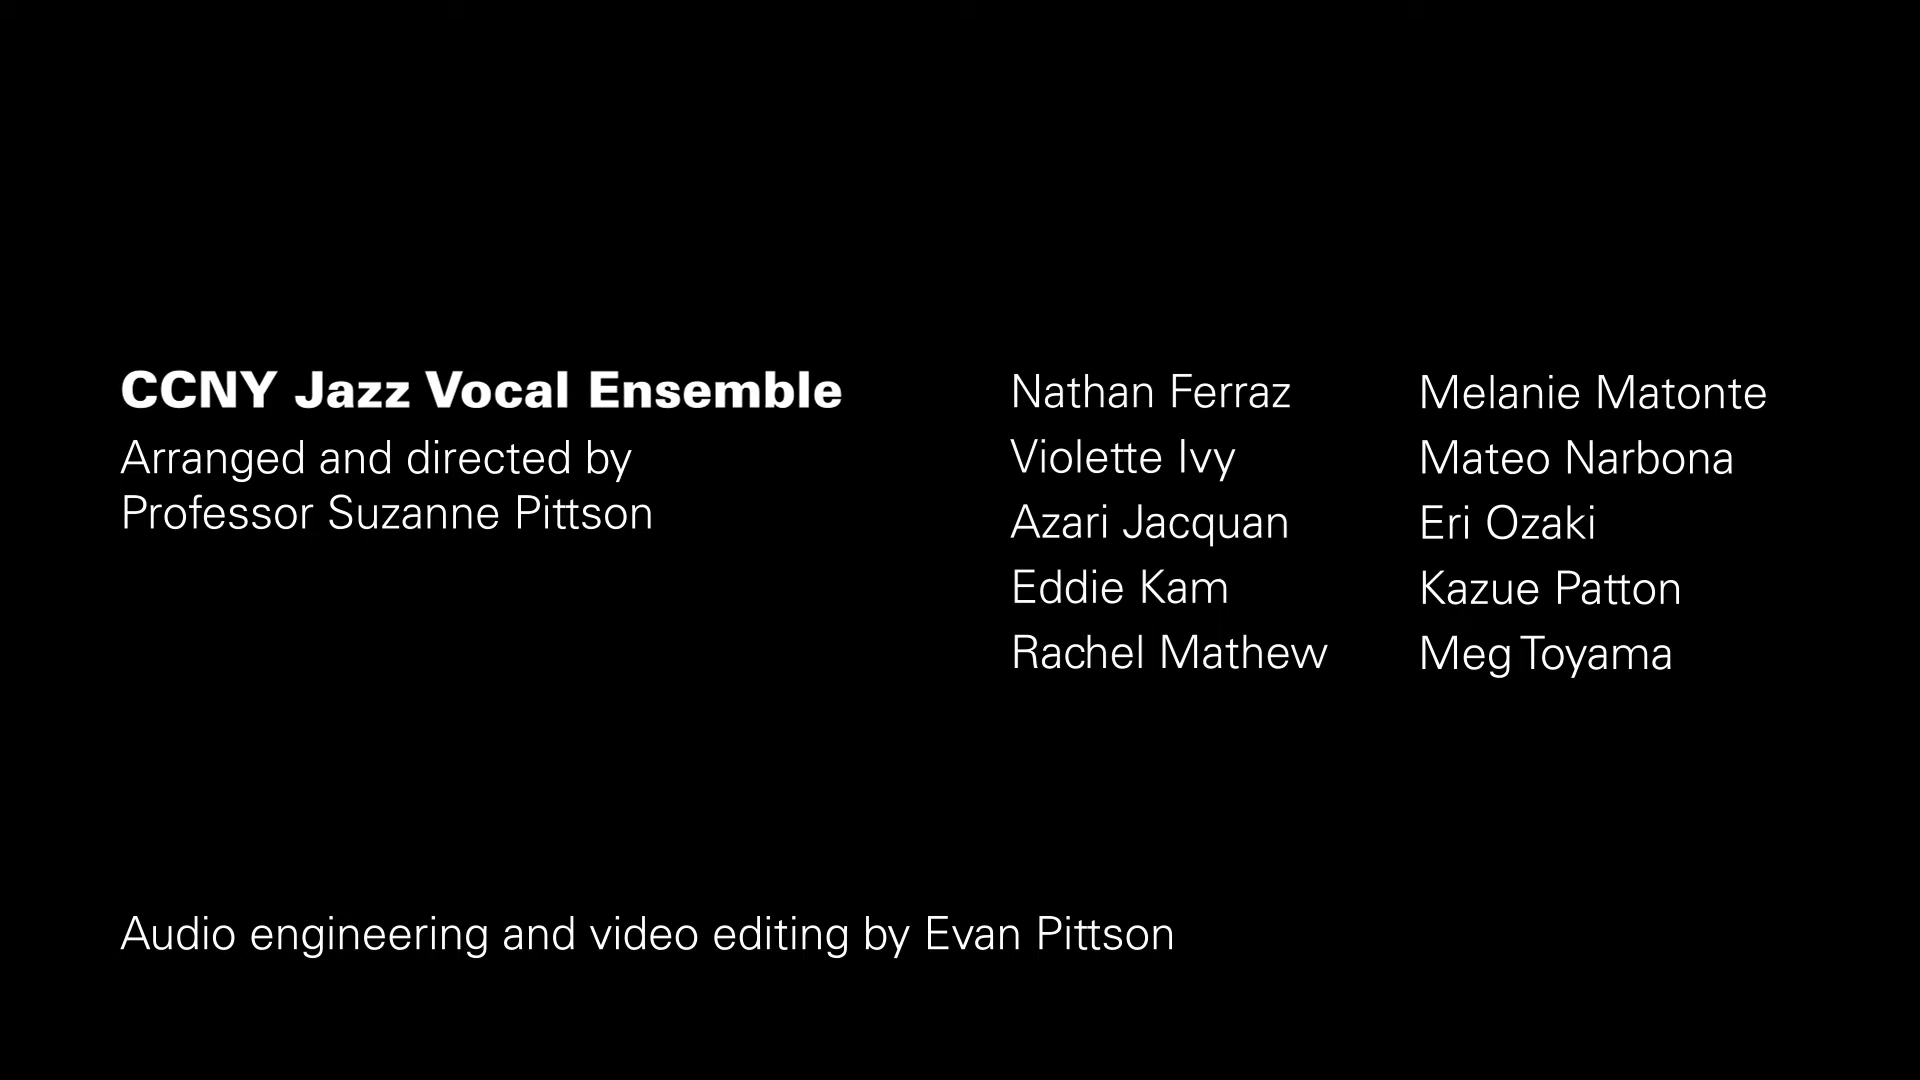 CCNY Jazz Vocal Ensemble
Arranged and directed by
Professor Suzanne Pittson
Nathan Ferraz
Violette Ivy
Azari Jacquan
Eddie Kam
Rachel Mathew
Melanie Matonte
Mateo Narbona
Eri Ozaki
Kazue Patton
Meg Toyama
Audio engineering and video editing by Evan Pittson